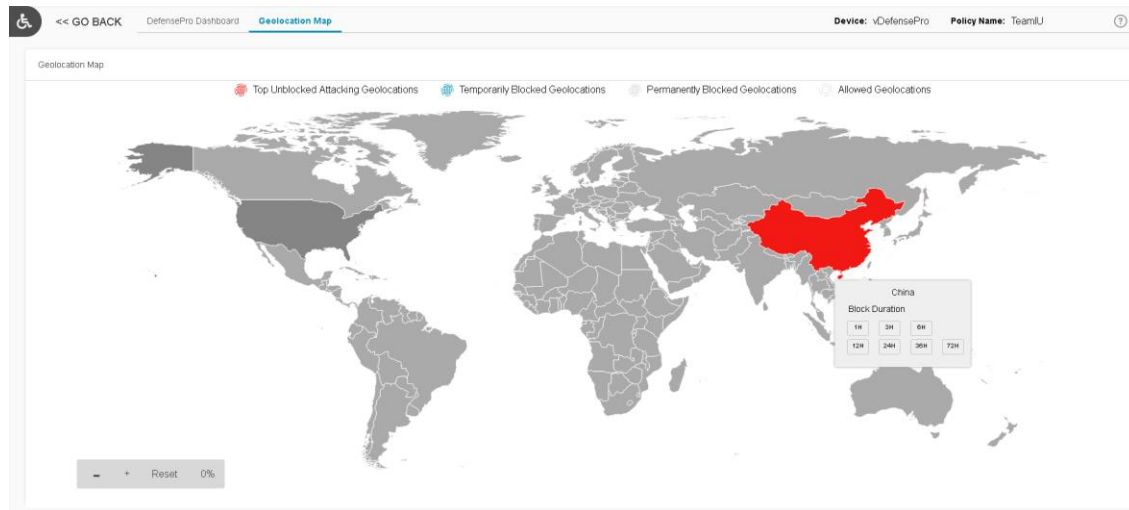 << GO BACK DefensePro Dashboard Geolocation Map Device: vDefensePro Policy Name: TeamIU ?
Geolocation Map
Top Unblocked Attacking Geolocations Temporarily Blocked Geolocations Permanently Blocked Geolocations Allowed Geolocations
China
Block Duration
1H 3H 6H
12H 24H 36H 72H
- + Reset 0%